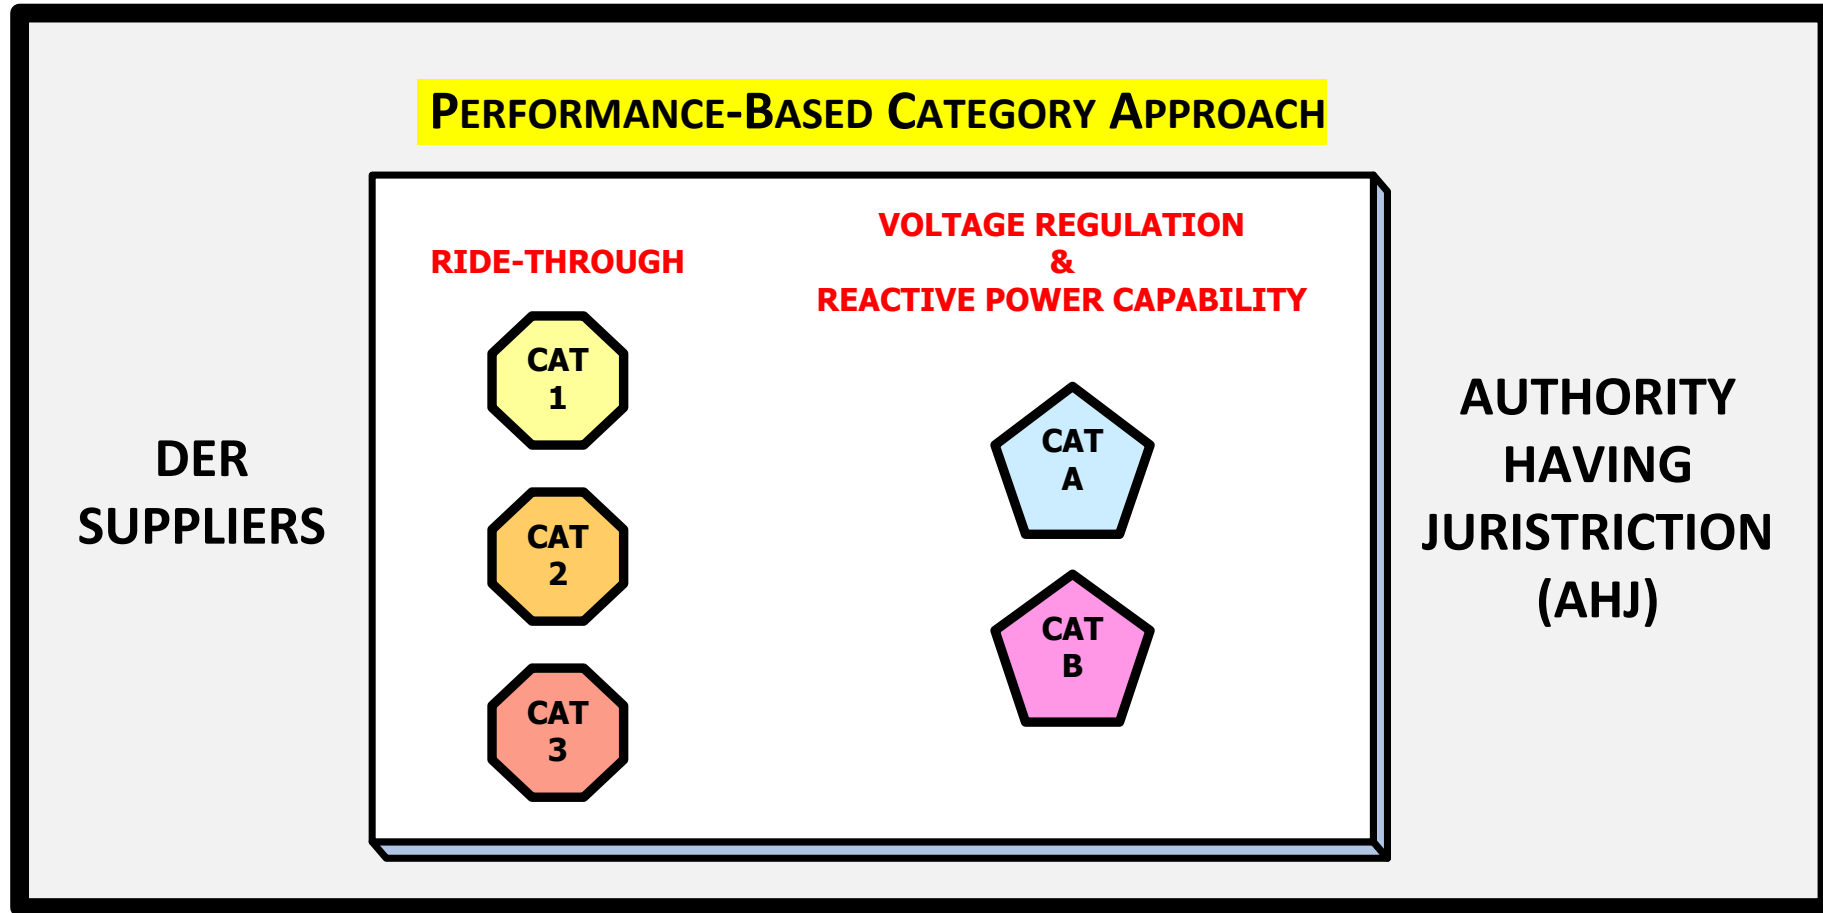 PERFORMANCE-BASED CATEGORY APPROACH
RIDE-THROUGH
CAT
1
CAT
2
CAT
3
VOLTAGE REGULATION
&
REACTIVE POWER CAPABILITY
CAT
A
CAT
B
DER
SUPPLIERS
AUTHORITY
HAVING
JURISTRICTION
(AHJ)